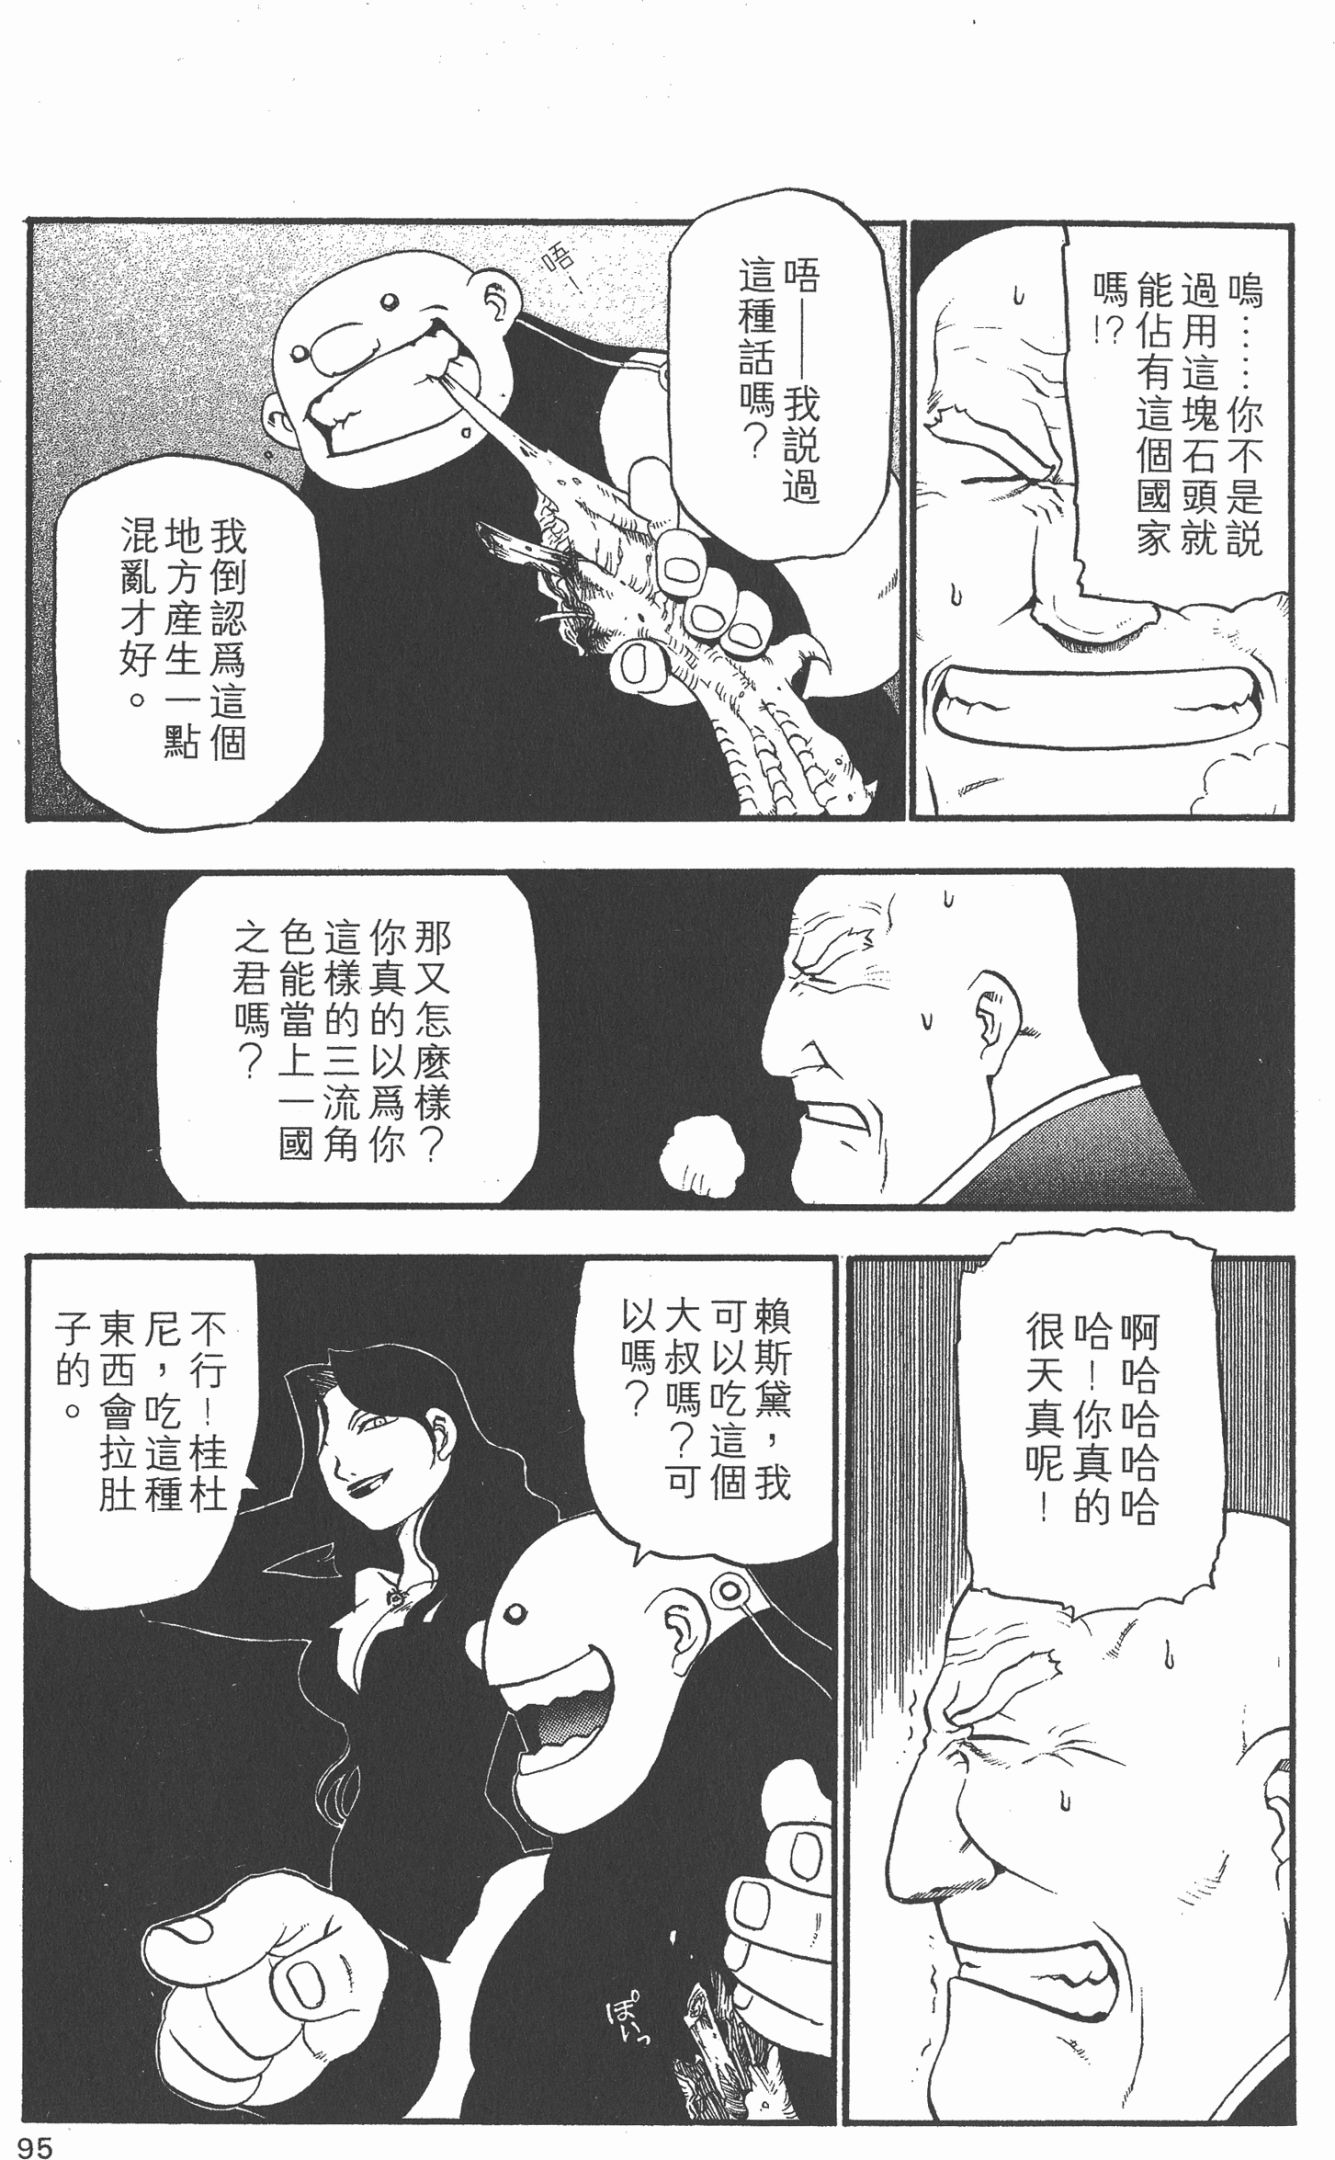 嗚……你不是説
過用這塊石頭就
能佔有這個國家
嗎!?
唔——我説過
這種話嗎？
唔！
我倒認爲這個
地方産生一點
混亂才好。
那又怎麼樣？
你真的以爲你
這樣的三流角
色能當上一國
之君嗎？
啊哈哈哈哈
哈！你真的
很天真呢！
賴斯黛，我
可以吃這個
大叔嗎？可
以嗎？
不行！桂杜
尼，吃這種
東西會拉肚
子的。
ぽいっ
95